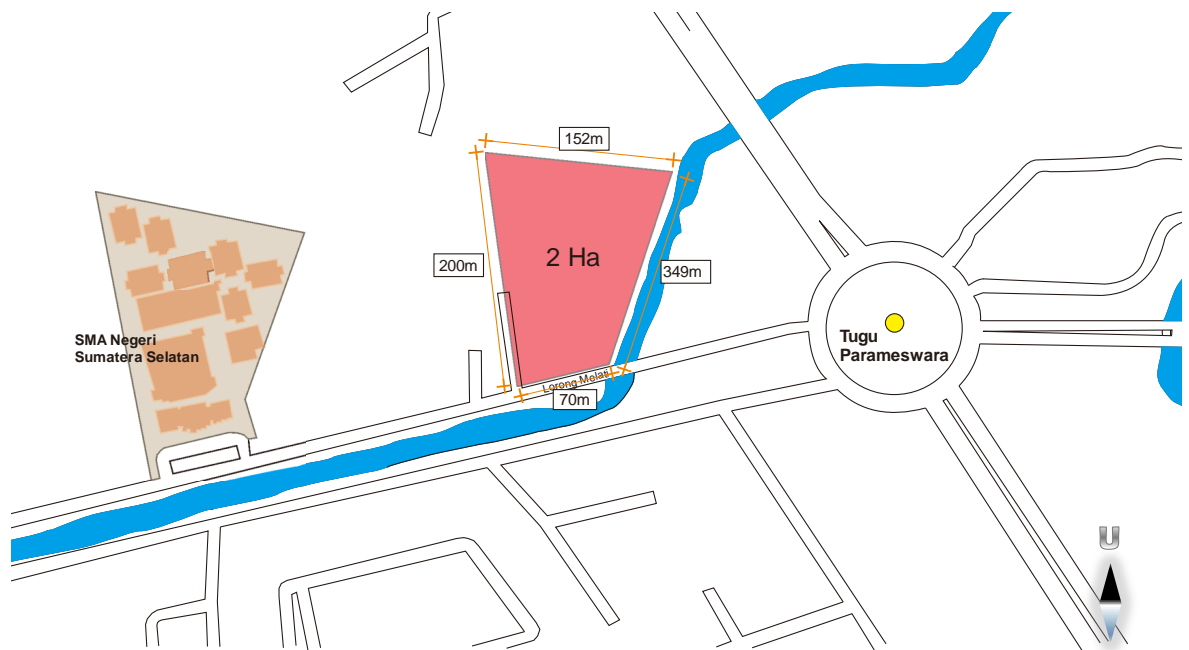 152m
200m
2 Ha
349m
SMA Negeri
Sumatera Selatan
Tugu
Parameswara
Lorong Melati
70m
U